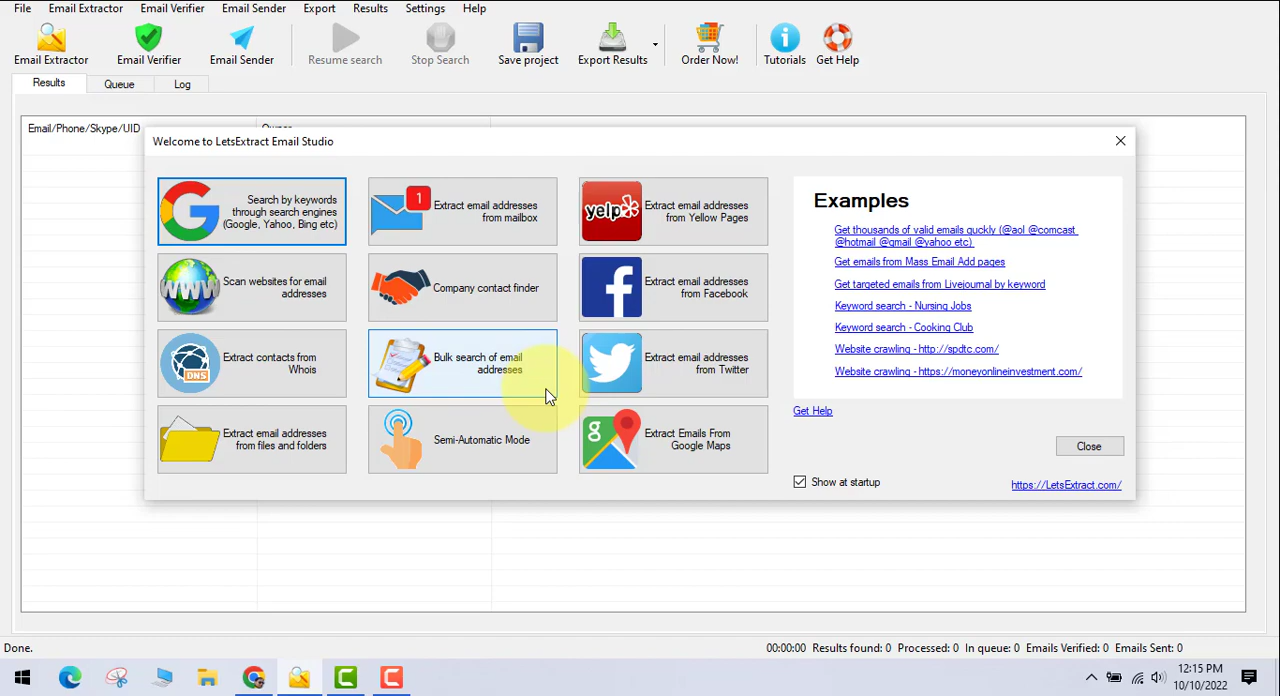 File Email Extractor Email Verifier Email Sender Export Results Settings Help
Email Extractor Email Verifier Email Sender Resume search Stop Search Save project Export Results Order Now! Tutorials Get Help
Results Queue Log
Email/Phone/Skype/UID
Welcome to LetsExtract Email Studio
Search by keywords
through search engines
(Google, Yahoo, Bing etc)
1
Extract email addresses
from mailbox
yelp
Extract email addresses
from Yellow Pages
WWW
Scan websites for email
addresses
Company contact finder
f
Extract email addresses
from Facebook
DNS
Extract contacts from
Whois
Bulk search of email
addresses
Extract email addresses
from Twitter
Extract email addresses
from files and folders
Semi-Automatic Mode
g
Extract Emails From
Google Maps
Examples
Get thousands of valid emails quckly (@aol @comcast
@hotmail @gmail @yahoo etc)
Get emails from Mass Email Add pages
Get targeted emails from Livejournal by keyword
Keyword search - Nursing Jobs
Keyword search - Cooking Club
Website crawling - http://spdtc.com/
Website crawling - https://moneyonlineinvestment.com/
Get Help
Close
Show at startup
https://LetsExtract.com/
Done.
00:00:00 Results found: 0 Processed: 0 In queue: 0 Emails Verified: 0 Emails Sent: 0
12:15 PM
10/10/2022